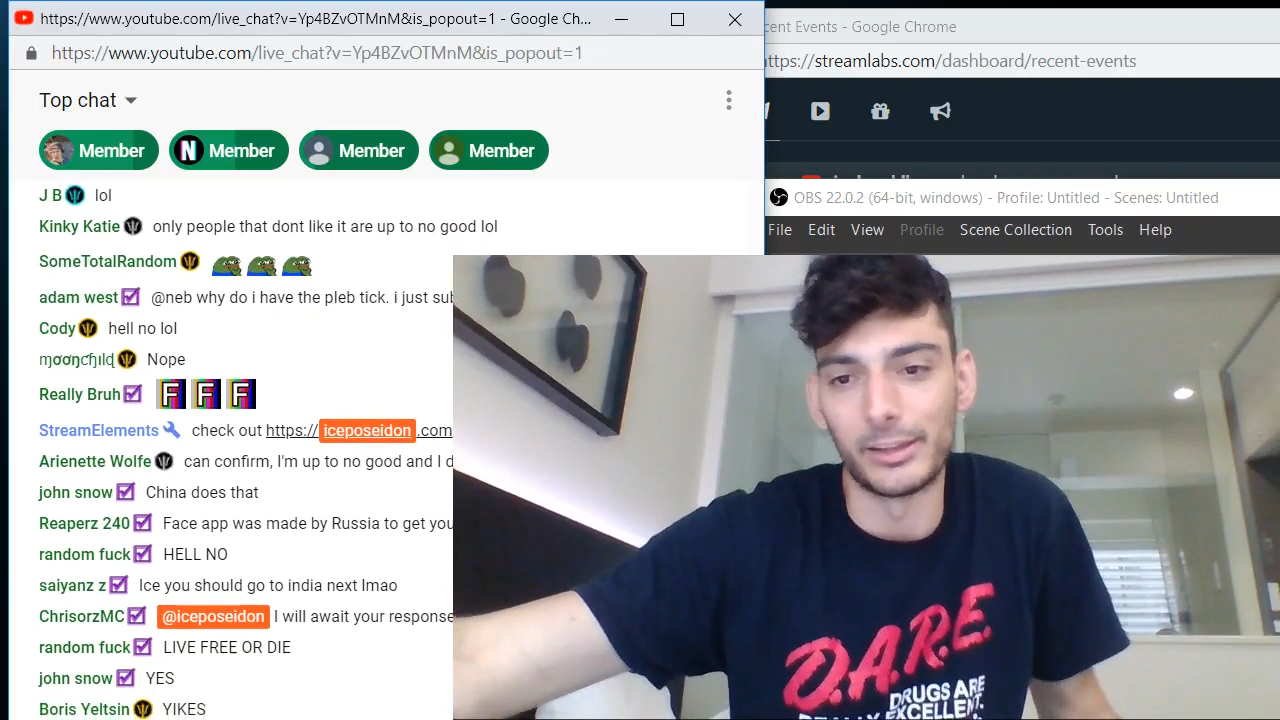 https://www.youtube.com/live_chat?v=Yp4BZvOTMnM&is_popout=1 - Google Ch...
https://www.youtube.com/live_chat?v=Yp4BZvOTMnM&is_popout=1
cent Events - Google Chrome
ttps://streamlabs.com/dashboard/recent-events
Top chat
Member N Member Member Member
OBS 22.0.2 (64-bit, windows) - Profile: Untitled - Scenes: Untitled
File Edit View Profile Scene Collection Tools Help
J B lol
Kinky Katie only people that dont like it are up to no good lol
SomeTotalRandom
adam west @neb why do i have the pleb tick. i just sub
Cody hell no lol
Nope
Really Bruh F F F
StreamElements check out https://iceposeidon.com
Arienette Wolfe can confirm, I'm up to no good and I d
john snow China does that
Reaperz 240 Face app was made by Russia to get you
random fuck HELL NO
saiyanz z Ice you should go to india next lmao
ChrisorzMC @iceposeidon I will await your response
random fuck LIVE FREE OR DIE
john snow YES
Boris Yeltsin YIKES
D.A.R.E.
DRUGS ARE
REALLY EXCELLENT.